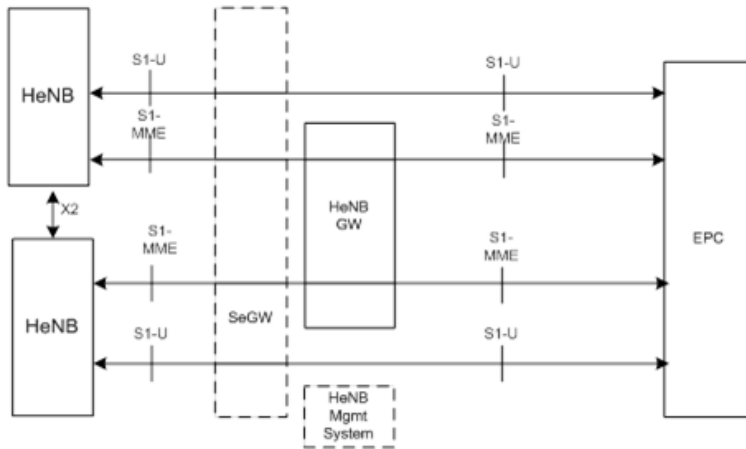 S1-U
S1-U
HeNB
S1-
MME
S1-
MME
X2
HeNB
GW
S1-
MME
S1-
MME
EPC
HeNB
SeGW
S1-U
S1-U
HeNB
Mgmt
System